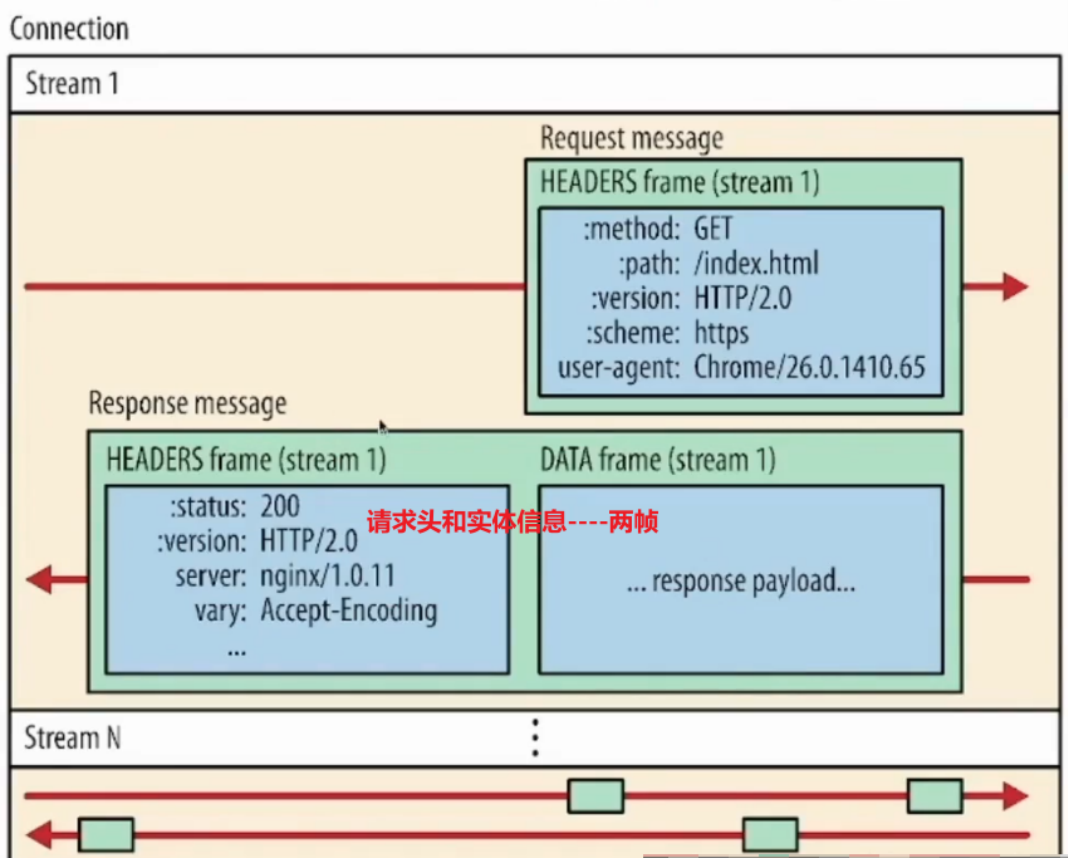 Connection
Stream 1
Request message
HEADERS frame (stream 1)
:method: GET
:path: /index.html
:version: HTTP/2.0
:scheme: https
user-agent: Chrome/26.0.1410.65
Response message
HEADERS frame (stream 1)
:status: 200
:version: HTTP/2.0
server: nginx/1.0.11
vary: Accept-Encoding
...
请求头和实体信息----两帧
DATA frame (stream 1)
... response payload...
Stream N